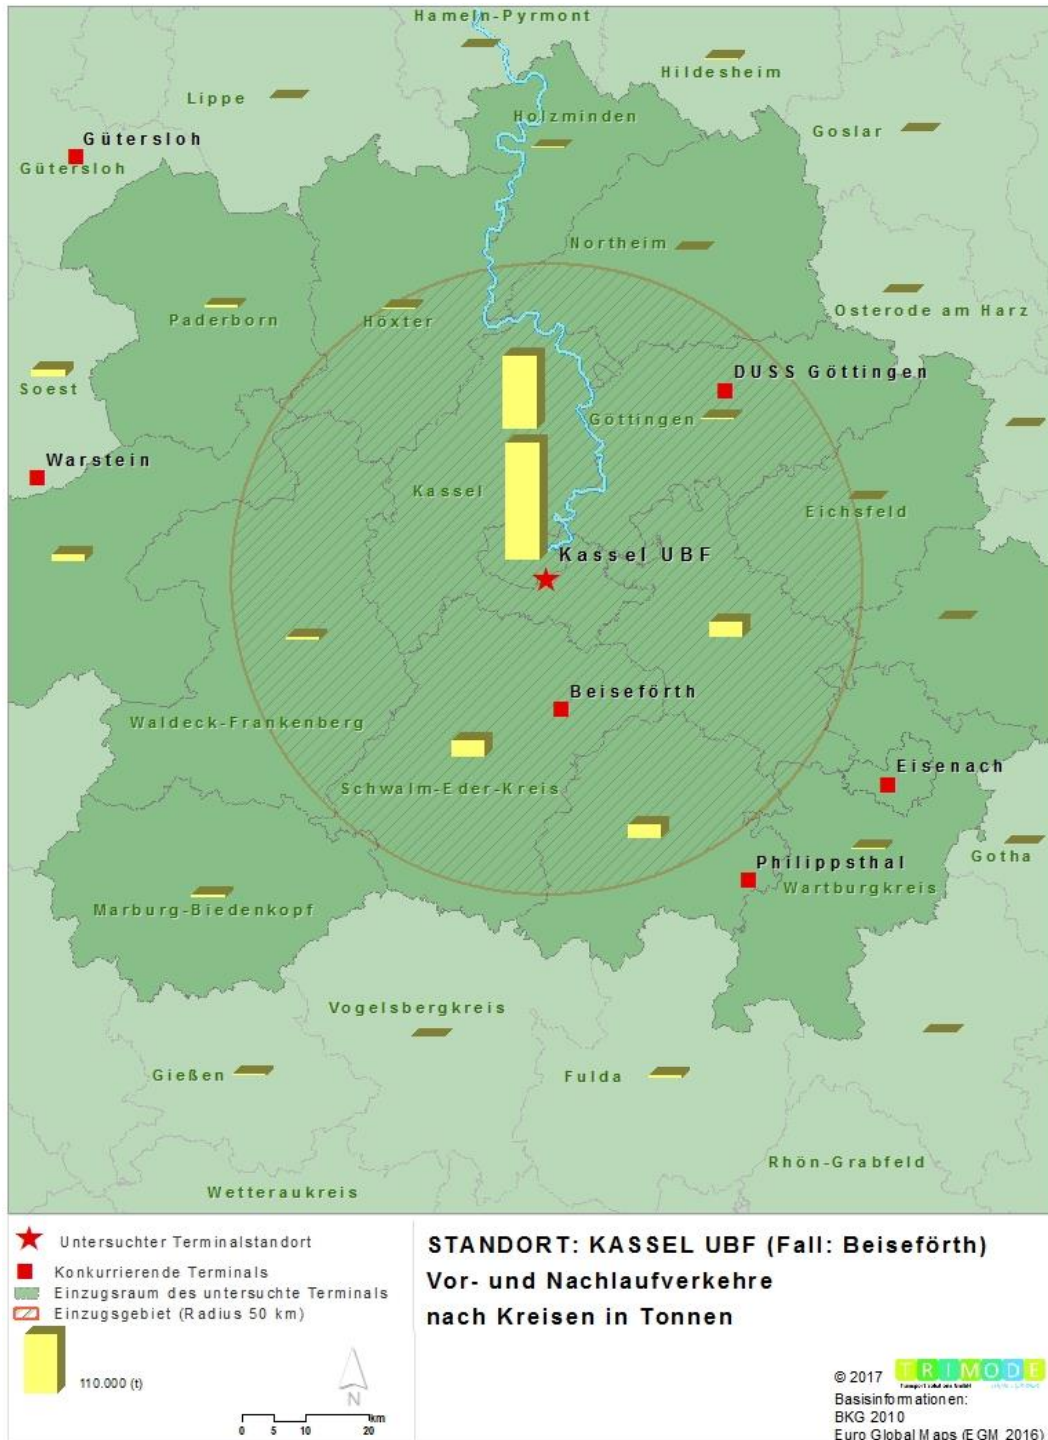 Hameln-Pyrmont
Hildesheim
Lippe
Holzminden
Goslar
Gütersloh
Gütersloh
Northeim
Osterode am Harz
Paderborn
Höxter
Soest
DUSS Göttingen
Göttingen
Warstein
Kassel
Eichsfeld
Kassel UBF
Beiseförth
Waldeck-Frankenberg
Eisenach
Schwalm-Eder-Kreis
Gotha
Philippsthal
Wartburgkreis
Marburg-Biedenkopf
Vogelsbergkreis
Gießen
Fulda
Rhön-Grabfeld
Wetteraukreis
Untersuchter Terminalstandort
Konkurrierende Terminals
Einzugsraum des untersuchte Terminals
Einzugsgebiet (Radius 50 km)
110.000 (t)
N
km
0 5 10 20
STANDORT: KASSEL UBF (Fall: Beiseförth)
Vor- und Nachlaufverkehre
nach Kreisen in Tonnen
© 2017 TRIMODE
Basisinformationen:
BKG 2010
Euro Global Maps (EGM 2016)